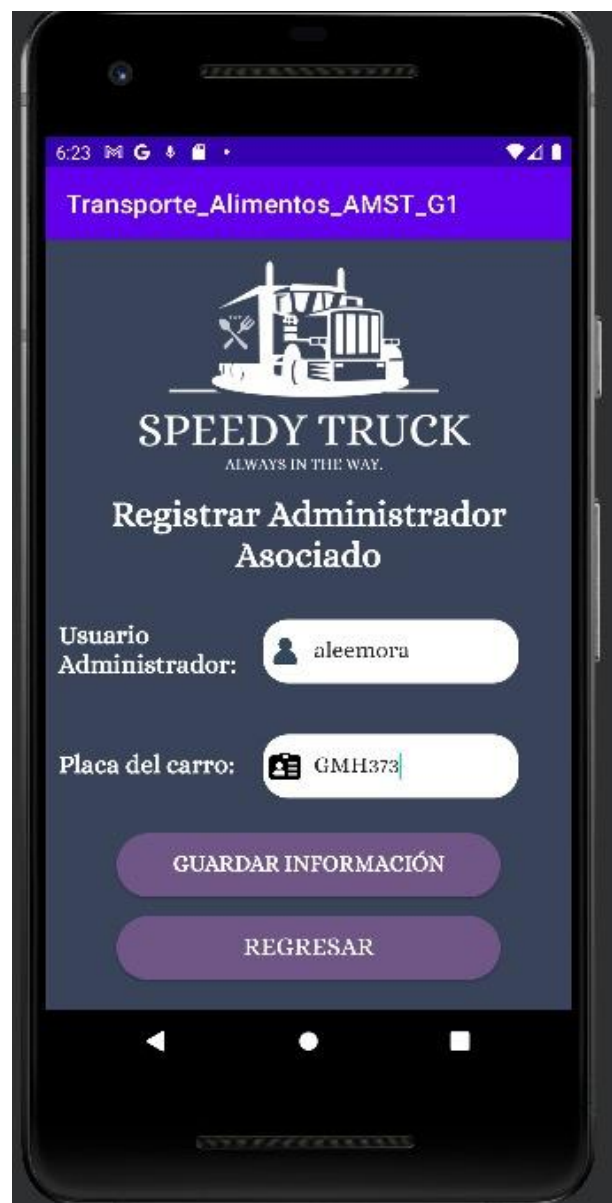 6:23
Transporte_Alimentos_AMST_G1
SPEEDY TRUCK
ALWAYS IN THE WAY.
Registrar Administrador
Asociado
Usuario
Administrador:
aleemora
Placa del carro:
GMH373
GUARDAR INFORMACIÓN
REGRESAR